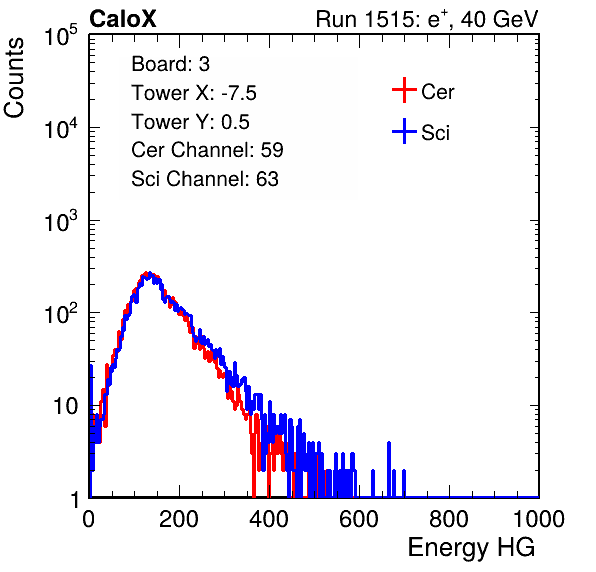 CaloX Run 1515: e⁺, 40 GeV
Counts
Board: 3
Tower X: -7.5
Tower Y: 0.5
Cer Channel: 59
Sci Channel: 63
Cer
Sci
10⁵
10⁴
10³
10²
10
1
0 200 400 600 800 1000
Energy HG